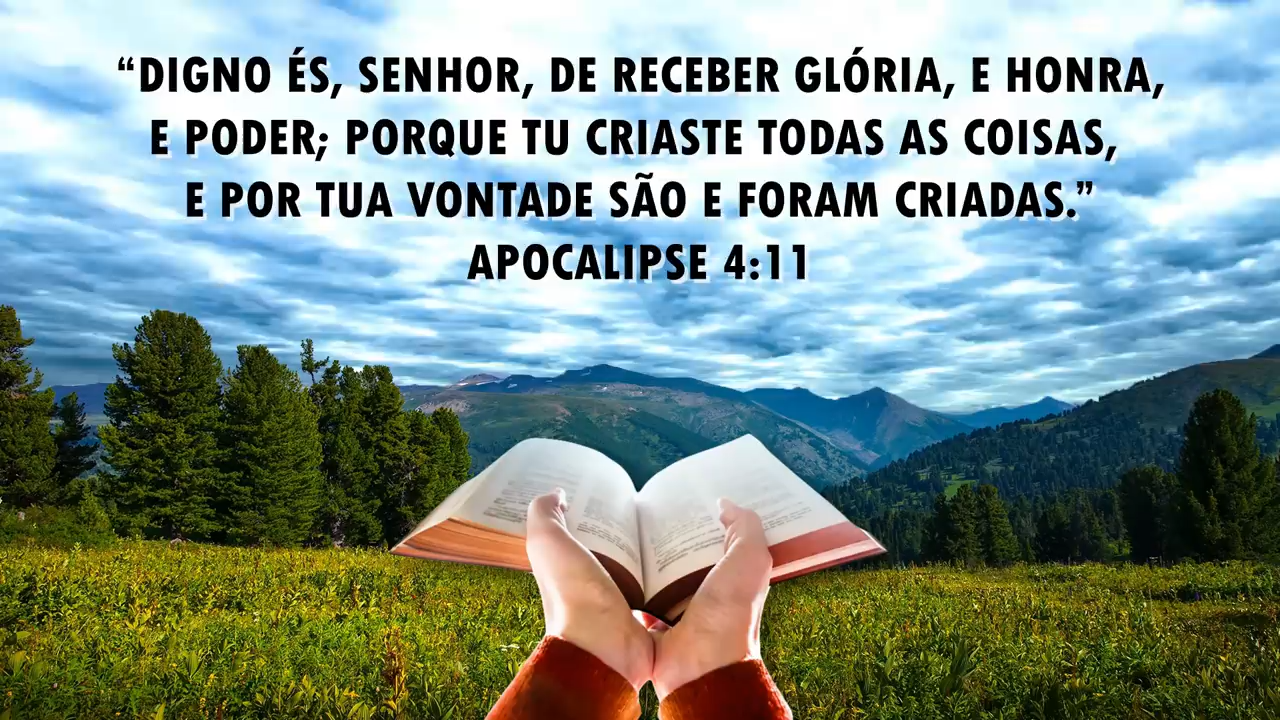 “DIGNO ÉS, SENHOR, DE RECEBER GLÓRIA, E HONRA,
E PODER; PORQUE TU CRIASTE TODAS AS COISAS,
E POR TUA VONTADE SÃO E FORAM CRIADAS.”
APOCALIPSE 4:11